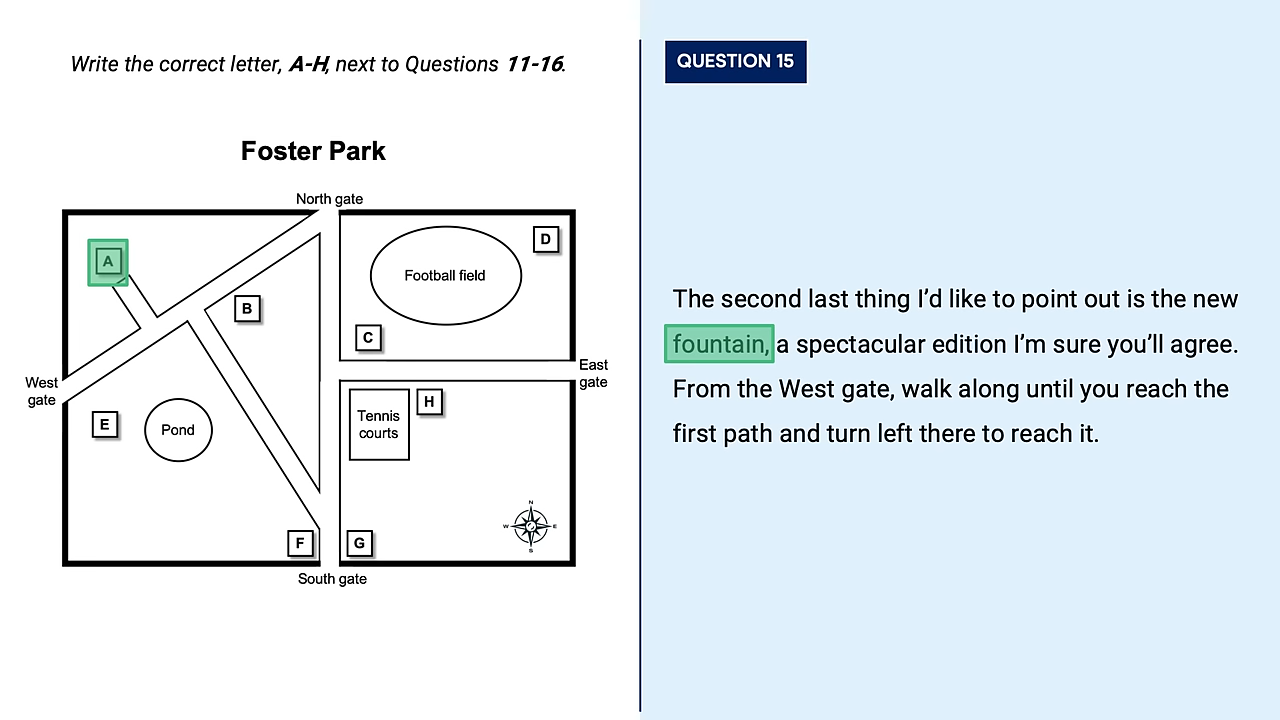 Write the correct letter, A-H, next to Questions 11-16.
Foster Park
North gate
A
D
Football field
B
C
West
gate
East
gate
E
Pond
Tennis
courts
H
N
W
E
S
F
G
South gate
QUESTION 15
The second last thing I’d like to point out is the new
fountain, a spectacular edition I’m sure you’ll agree.
From the West gate, walk along until you reach the
first path and turn left there to reach it.